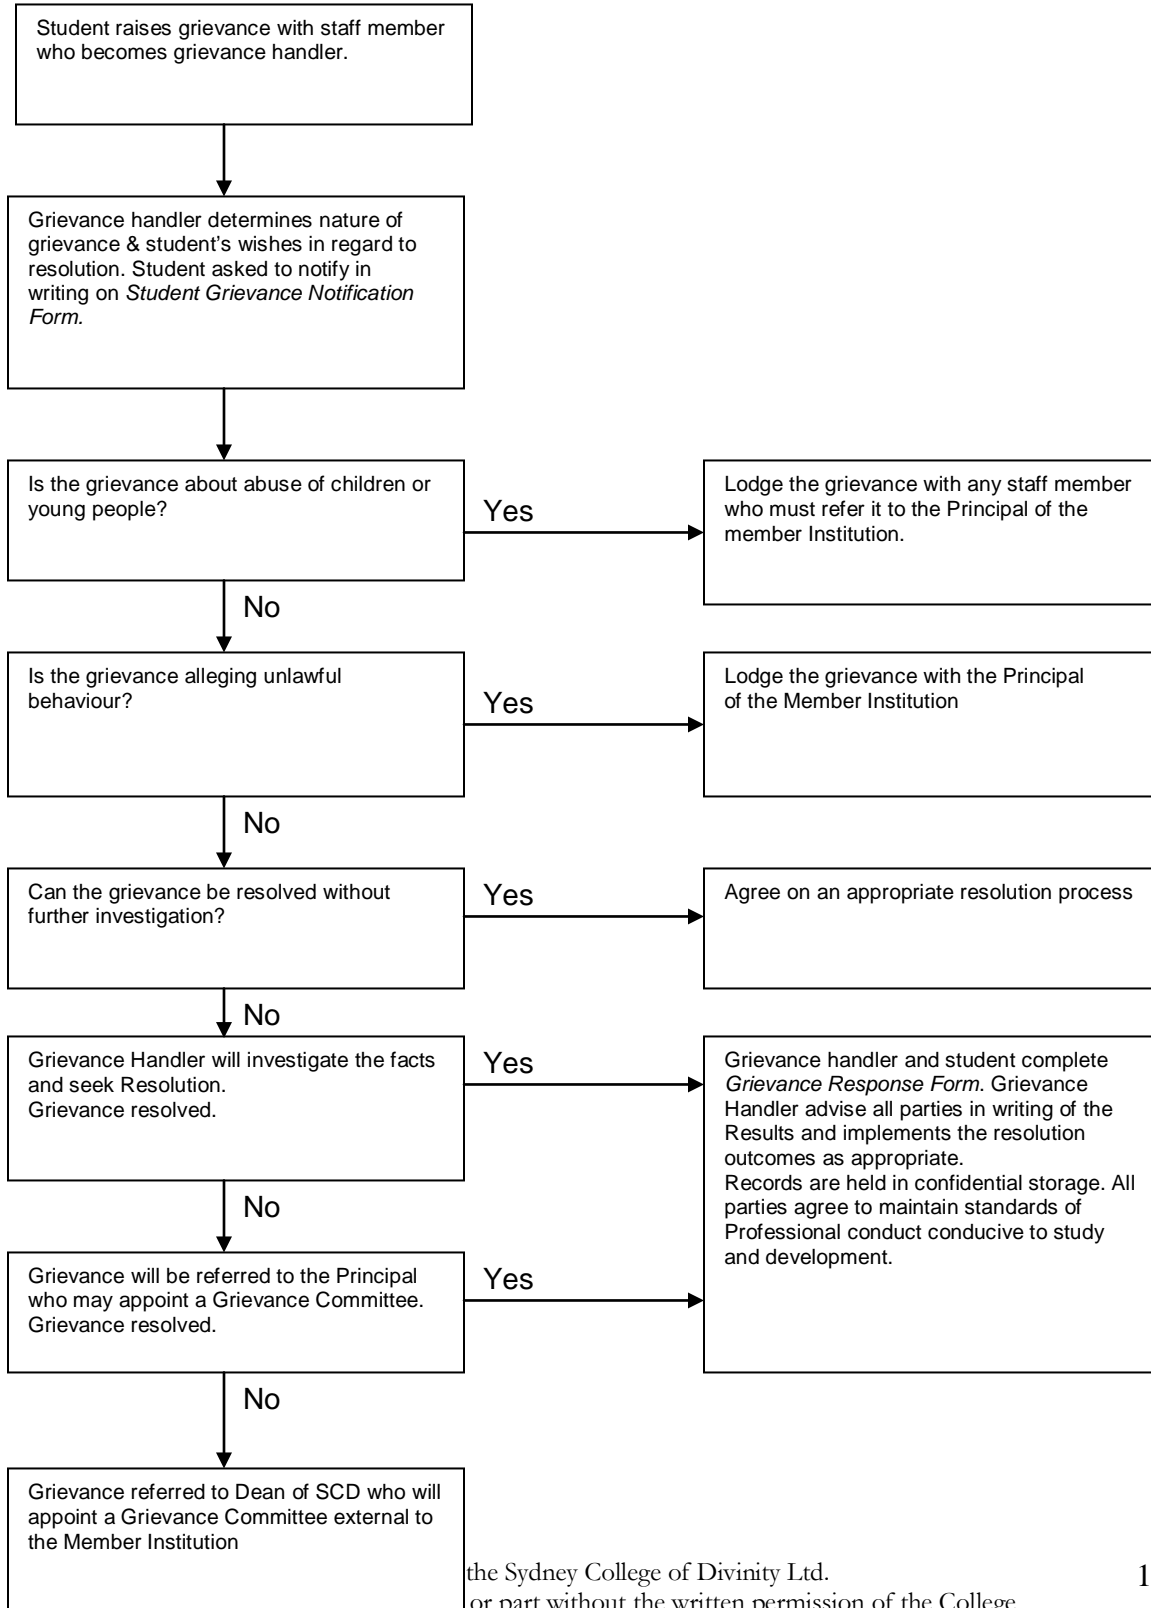 Student raises grievance with staff member
who becomes grievance handler.
Grievance handler determines nature of
grievance & student's wishes in regard to
resolution. Student asked to notify in
writing on Student Grievance Notification
Form.
Is the grievance about abuse of children or
young people?
Yes
Lodge the grievance with any staff member
who must refer it to the Principal of the
member Institution.
No
Is the grievance alleging unlawful
behaviour?
Yes
Lodge the grievance with the Principal
of the Member Institution
No
Can the grievance be resolved without
further investigation?
Yes
Agree on an appropriate resolution process
No
Grievance Handler will investigate the facts
and seek Resolution.
Grievance resolved.
Yes
Grievance handler and student complete
Grievance Response Form. Grievance
Handler advise all parties in writing of the
Results and implements the resolution
outcomes as appropriate.
Records are held in confidential storage. All
parties agree to maintain standards of
Professional conduct conducive to study
and development.
No
Grievance will be referred to the Principal
who may appoint a Grievance Committee.
Grievance resolved.
Yes
No
Grievance referred to Dean of SCD who will
appoint a Grievance Committee external to
the Member Institution
the Sydney College of Divinity Ltd.
1
or part without the written permission of the College